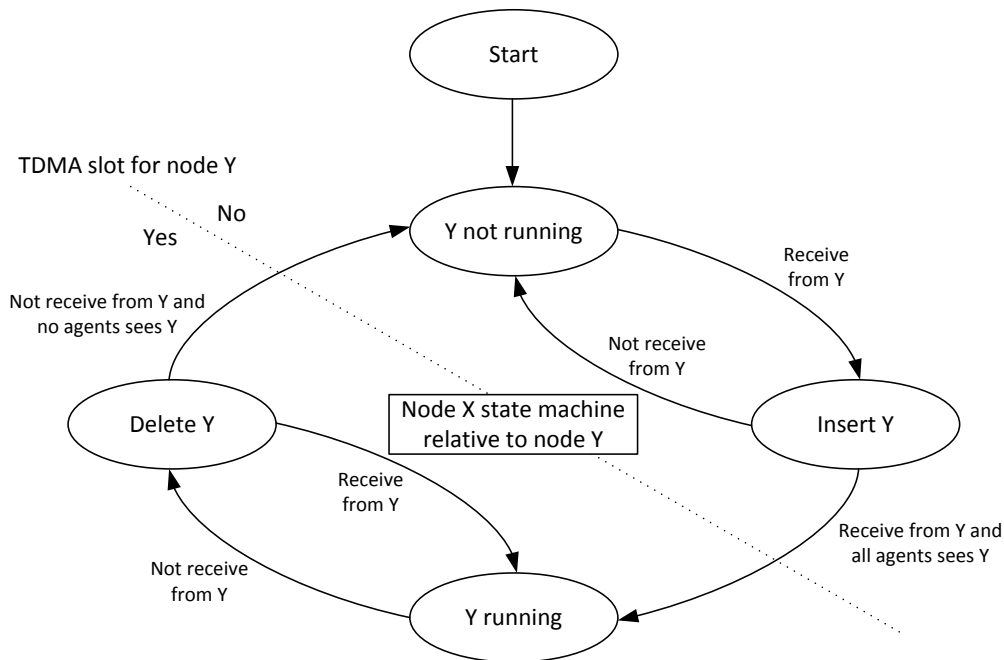 Start
TDMA slot for node Y
No
Yes
Y not running
Receive
from Y
Not receive from Y and
no agents sees Y
Not receive
from Y
Delete Y
Node X state machine
relative to node Y
Insert Y
Receive
from Y
Receive from Y and
all agents sees Y
Not receive
from Y
Y running